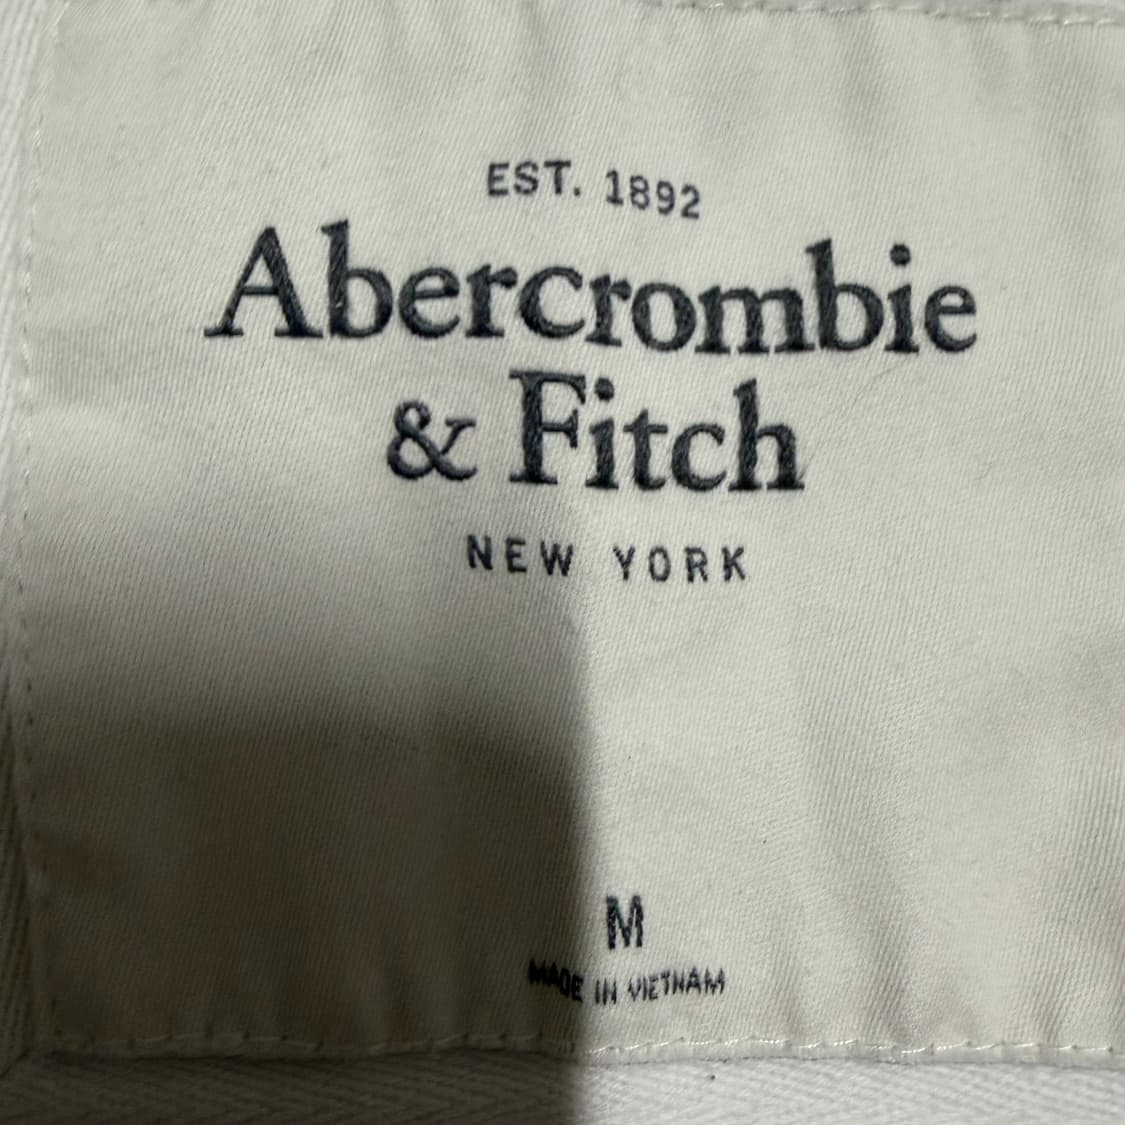 EST. 1892
Abercrombie
& Fitch
NEW YORK
M
MADE IN VIETNAM